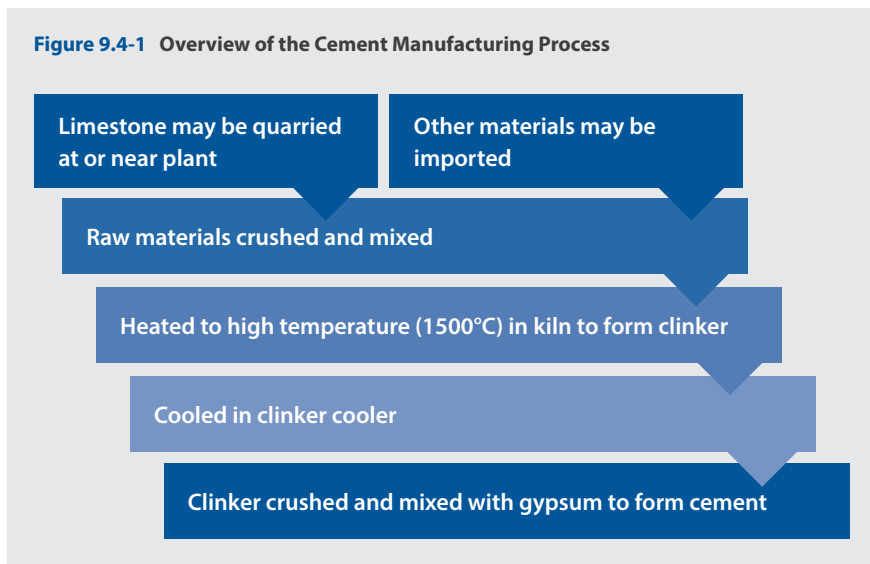 Figure 9.4-1 Overview of the Cement Manufacturing Process
Limestone may be quarried
at or near plant
Other materials may be
imported
Raw materials crushed and mixed
Heated to high temperature (1500°C) in kiln to form clinker
Cooled in clinker cooler
Clinker crushed and mixed with gypsum to form cement